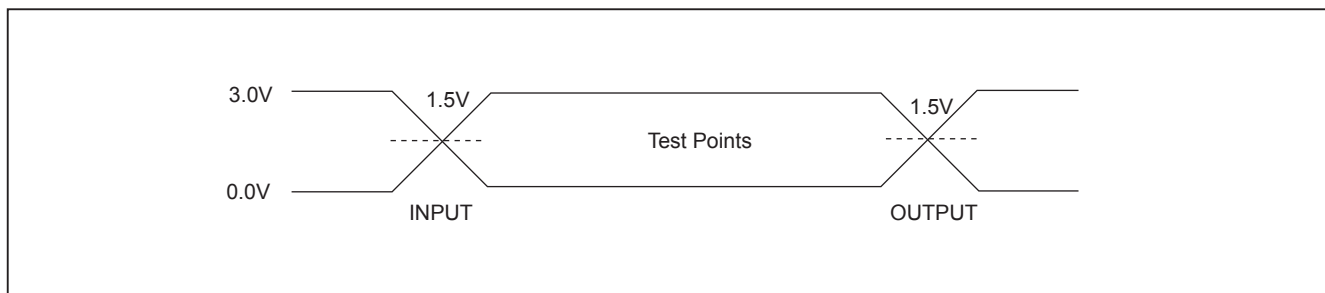 3.0V
1.5V
1.5V
Test Points
0.0V
INPUT
OUTPUT